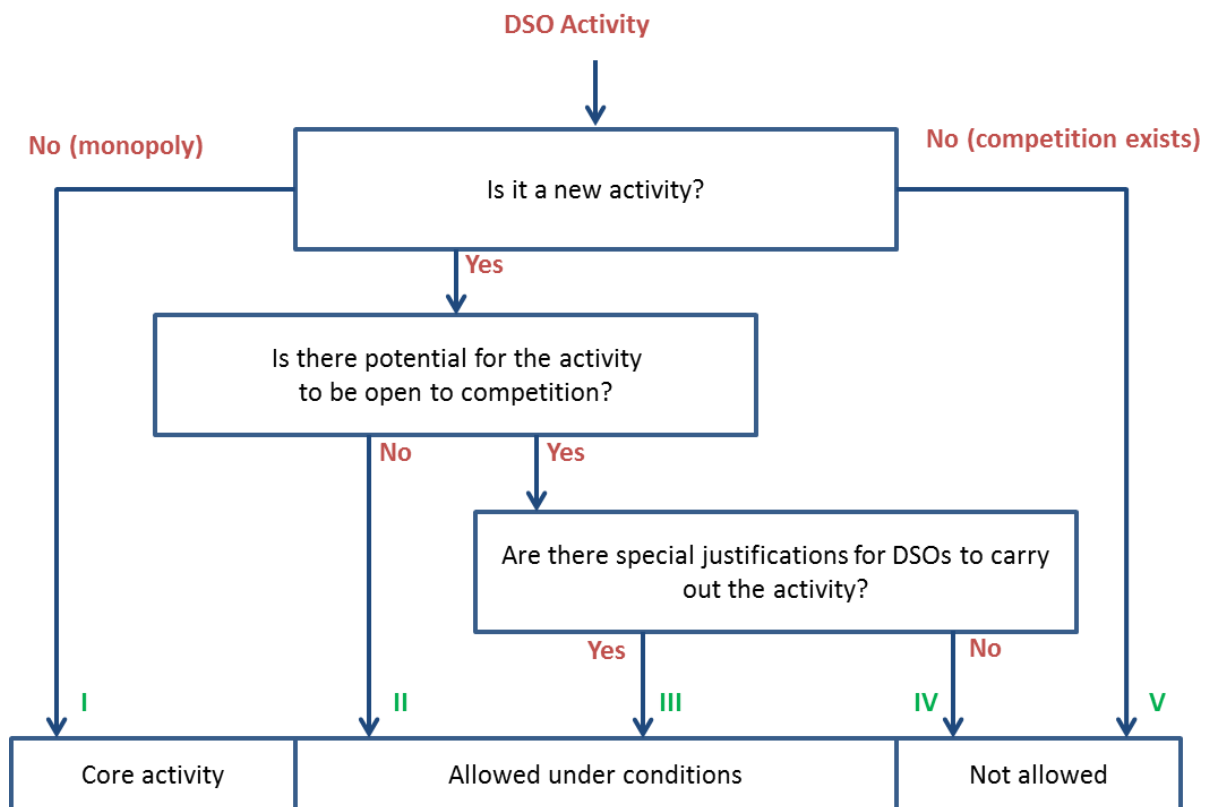 DSO Activity
No (monopoly)
No (competition exists)
Is it a new activity?
Yes
Is there potential for the activity
to be open to competition?
No
Yes
Are there special justifications for DSOs to carry
out the activity?
Yes
No
I
II
III
IV
V
Core activity
Allowed under conditions
Not allowed